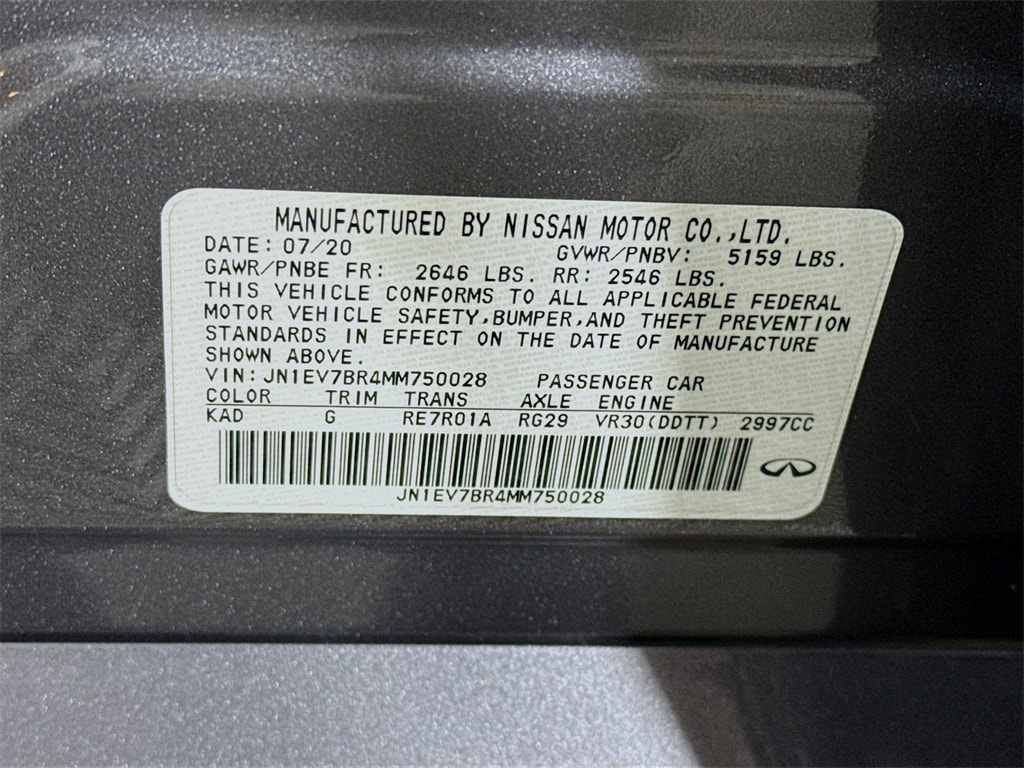 MANUFACTURED BY NISSAN MOTOR CO.,LTD.
DATE: 07/20 GVWR/PNBV: 5159 LBS.
GAWR/PNBE FR: 2646 LBS. RR: 2546 LBS.
THIS VEHICLE CONFORMS TO ALL APPLICABLE FEDERAL
MOTOR VEHICLE SAFETY,BUMPER,AND THEFT PREVENTION
STANDARDS IN EFFECT ON THE DATE OF MANUFACTURE
SHOWN ABOVE.
VIN: JN1EV7BR4MM750028 PASSENGER CAR
COLOR TRIM TRANS AXLE ENGINE
KAD G RE7R01A RG29 VR30(DDTT) 2997CC
JN1EV7BR4MM750028